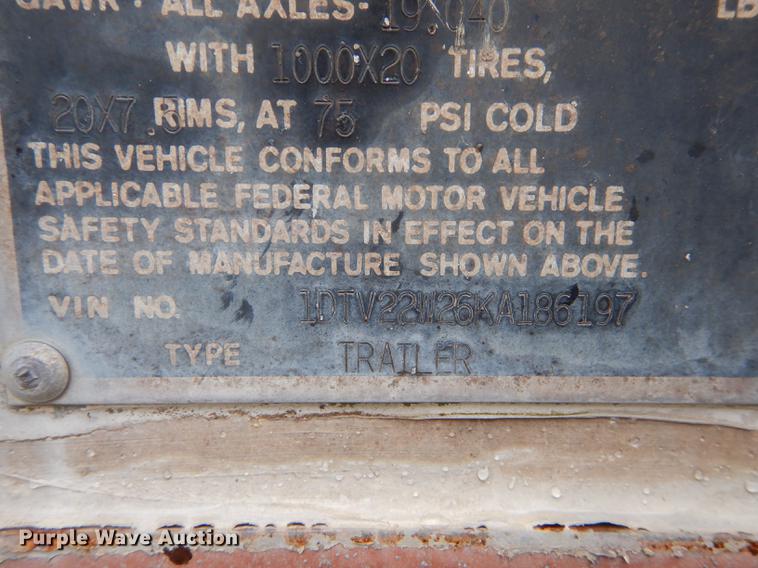 GAWR - ALL AXLES- 19,040 LB
WITH 1000X20 TIRES,
20X7.5 RIMS, AT 75 PSI COLD
THIS VEHICLE CONFORMS TO ALL
APPLICABLE FEDERAL MOTOR VEHICLE
SAFETY STANDARDS IN EFFECT ON THE
DATE OF MANUFACTURE SHOWN ABOVE.
VIN NO. 1DTV22W26KA186197
TYPE TRAILER
Purple Wave Auction